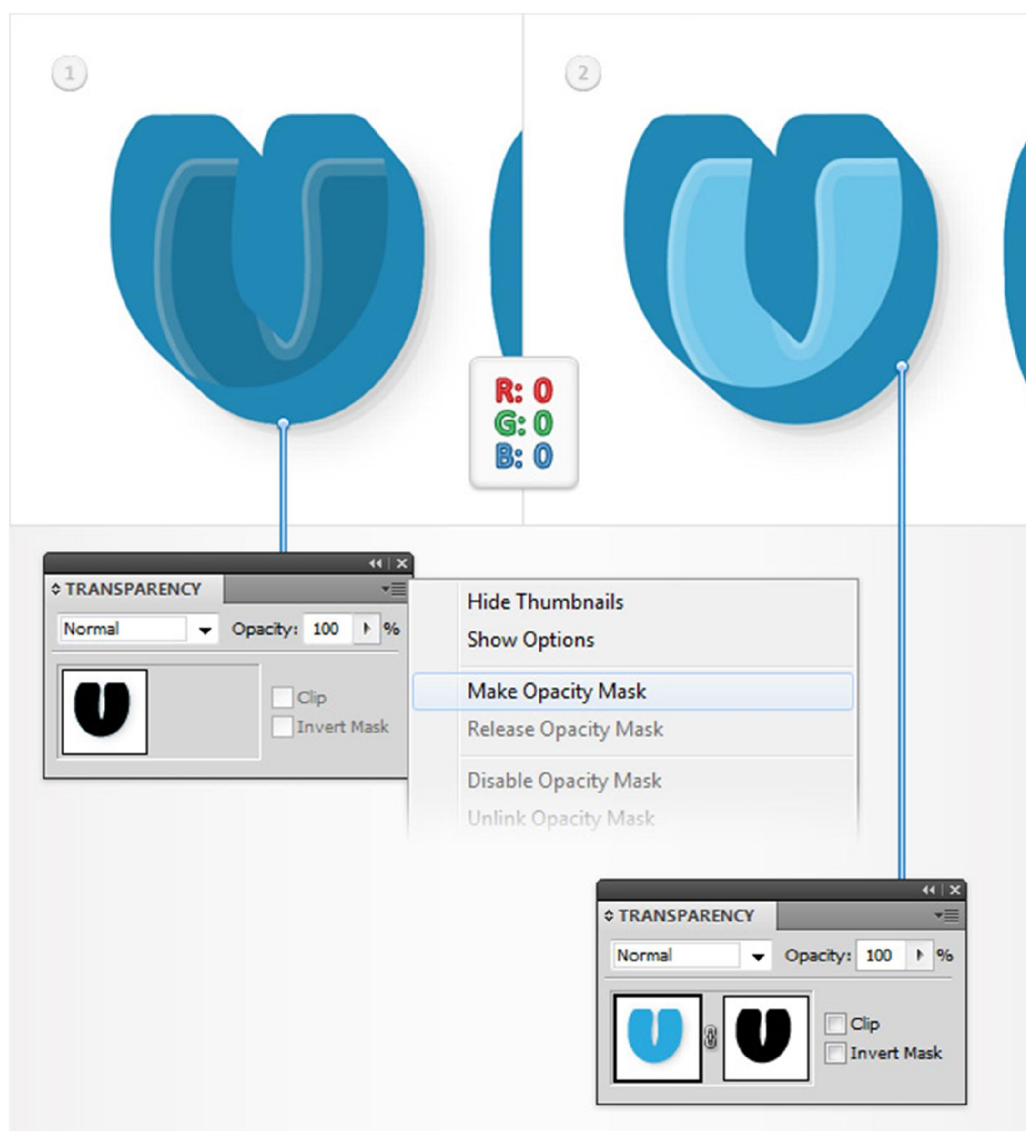 1
2
R: 0
G: 0
B: 0
TRANSPARENCY
Normal
Opacity: 100 %
Clip
Invert Mask
Hide Thumbnails
Show Options
Make Opacity Mask
Release Opacity Mask
Disable Opacity Mask
Unlink Opacity Mask
TRANSPARENCY
Normal
Opacity: 100 %
Clip
Invert Mask